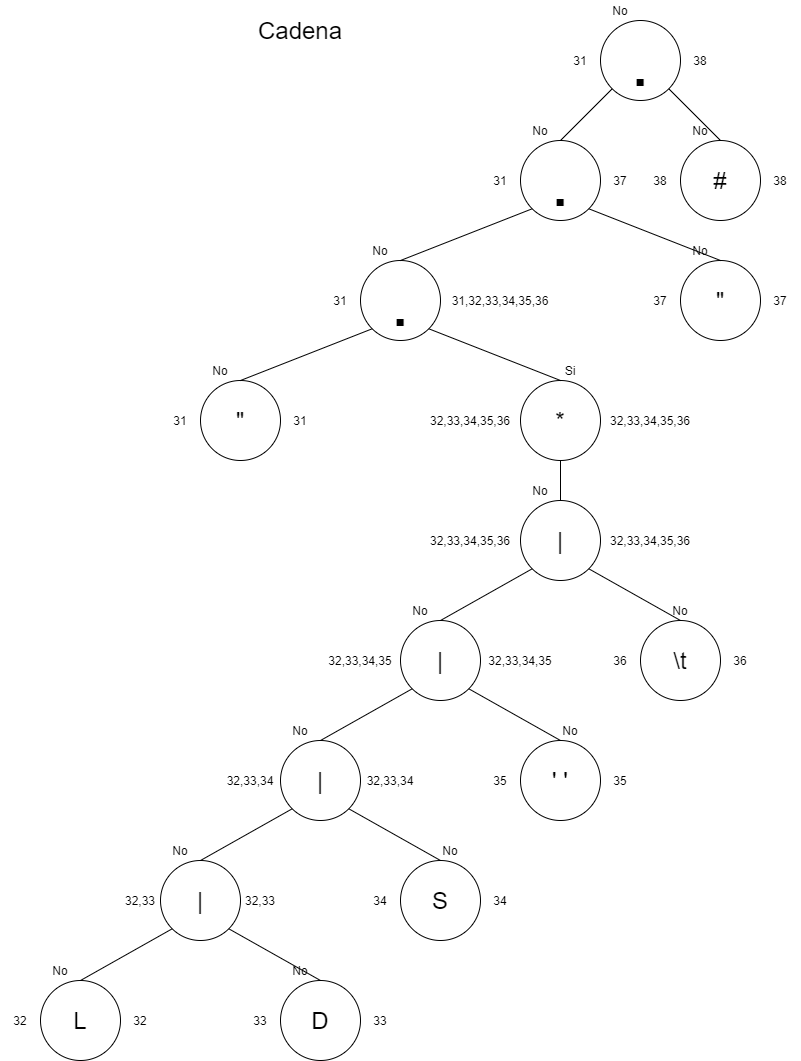 No
Cadena
31 . 38
No No
31 . 37 38 # 38
No No
31 . 31,32,33,34,35,36 37 " 37
No Si
31 " 31 32,33,34,35,36 * 32,33,34,35,36
No
32,33,34,35,36 | 32,33,34,35,36
No No
32,33,34,35 | 32,33,34,35 36 \t 36
No No
32,33,34 | 32,33,34 35 ' ' 35
No No
32,33 | 32,33 34 S 34
No No
32 L 32 33 D 33